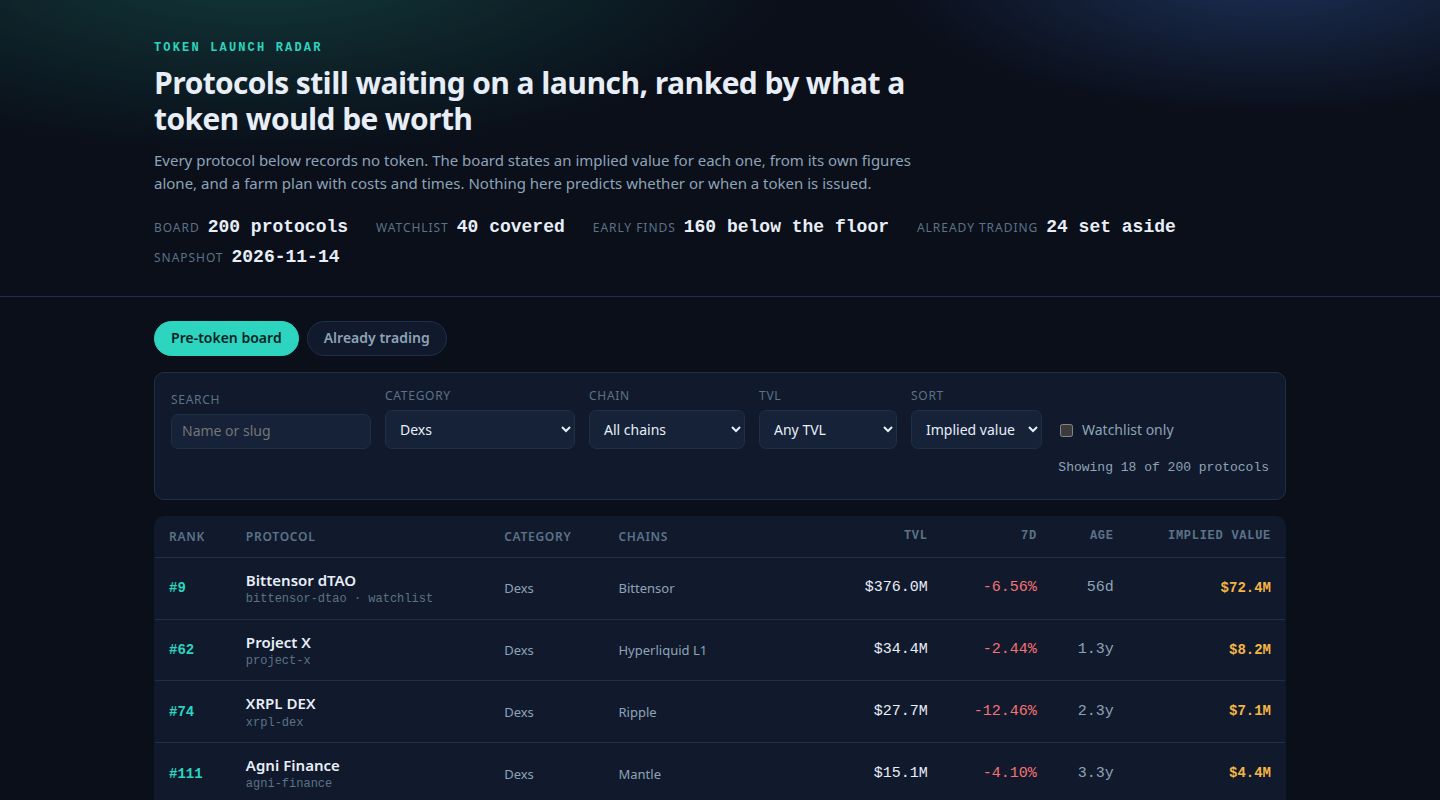 TOKEN LAUNCH RADAR
Protocols still waiting on a launch, ranked by what a
token would be worth
Every protocol below records no token. The board states an implied value for each one, from its own figures
alone, and a farm plan with costs and times. Nothing here predicts whether or when a token is issued.
BOARD 200 protocols WATCHLIST 40 covered EARLY FINDS 160 below the floor ALREADY TRADING 24 set aside
SNAPSHOT 2026-11-14
Pre-token board Already trading
SEARCH CATEGORY CHAIN TVL SORT
Name or slug Dexs All chains Any TVL Implied value Watchlist only
Showing 18 of 200 protocols
RANK PROTOCOL CATEGORY CHAINS TVL 7D AGE IMPLIED VALUE
#9 Bittensor dTAO Dexs Bittensor $376.0M -6.56% 56d $72.4M
bittensor-dtao · watchlist
#62 Project X Dexs Hyperliquid L1 $34.4M -2.44% 1.3y $8.2M
project-x
#74 XRPL DEX Dexs Ripple $27.7M -12.46% 2.3y $7.1M
xrpl-dex
#111 Agni Finance Dexs Mantle $15.1M -4.10% 3.3y $4.4M
agni-finance